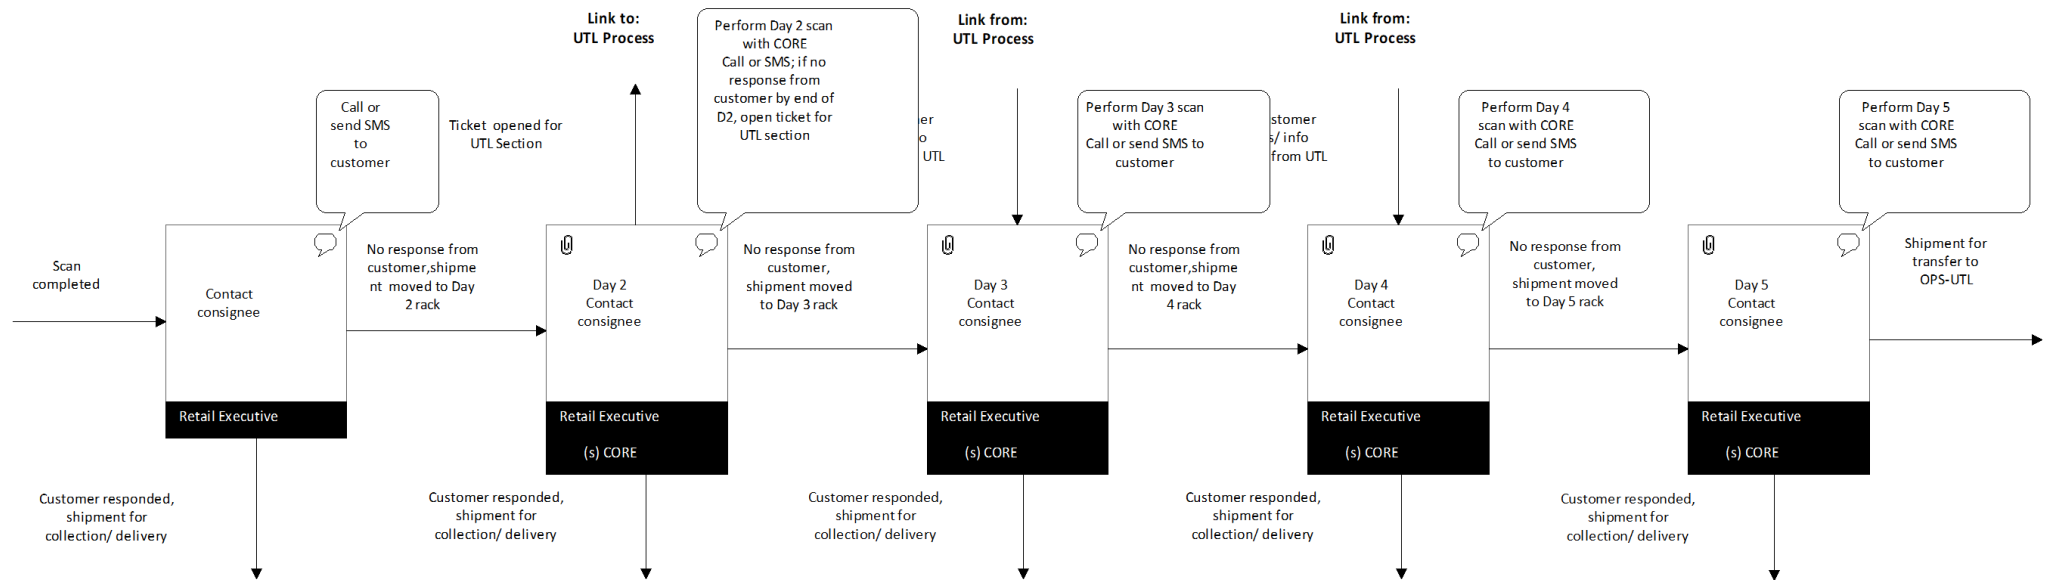 Link to:
UTL Process
Perform Day 2 scan
with CORE
Call or SMS; if no
response from
customer by end of
D2, open ticket for
UTL section
Link from:
UTL Process
Link from:
UTL Process
Call or
send SMS
to
customer
Ticket opened for
UTL Section
UTL
Perform Day 3 scan
with CORE
Call or send SMS to
customer
stomer
s/ info
from UTL
Perform Day 4
scan with CORE
Call or send SMS
to customer
Perform Day 5
scan with CORE
Call or send SMS
to customer
Scan
completed
Contact
consignee
Retail Executive
No response from
customer,shipme
nt moved to Day
2 rack
Day 2
Contact
consignee
Retail Executive
(s) CORE
No response from
customer,
shipment moved
to Day 3 rack
Day 3
Contact
consignee
Retail Executive
(s) CORE
No response from
customer,shipme
nt moved to Day
4 rack
Day 4
Contact
consignee
Retail Executive
(s) CORE
No response from
customer,
shipment moved
to Day 5 rack
Day 5
Contact
consignee
Retail Executive
(s) CORE
Shipment for
transfer to
OPS-UTL
Customer responded,
shipment for
collection/ delivery
Customer responded,
shipment for
collection/ delivery
Customer responded,
shipment for
collection/ delivery
Customer responded,
shipment for
collection/ delivery
Customer responded,
shipment for
collection/ delivery